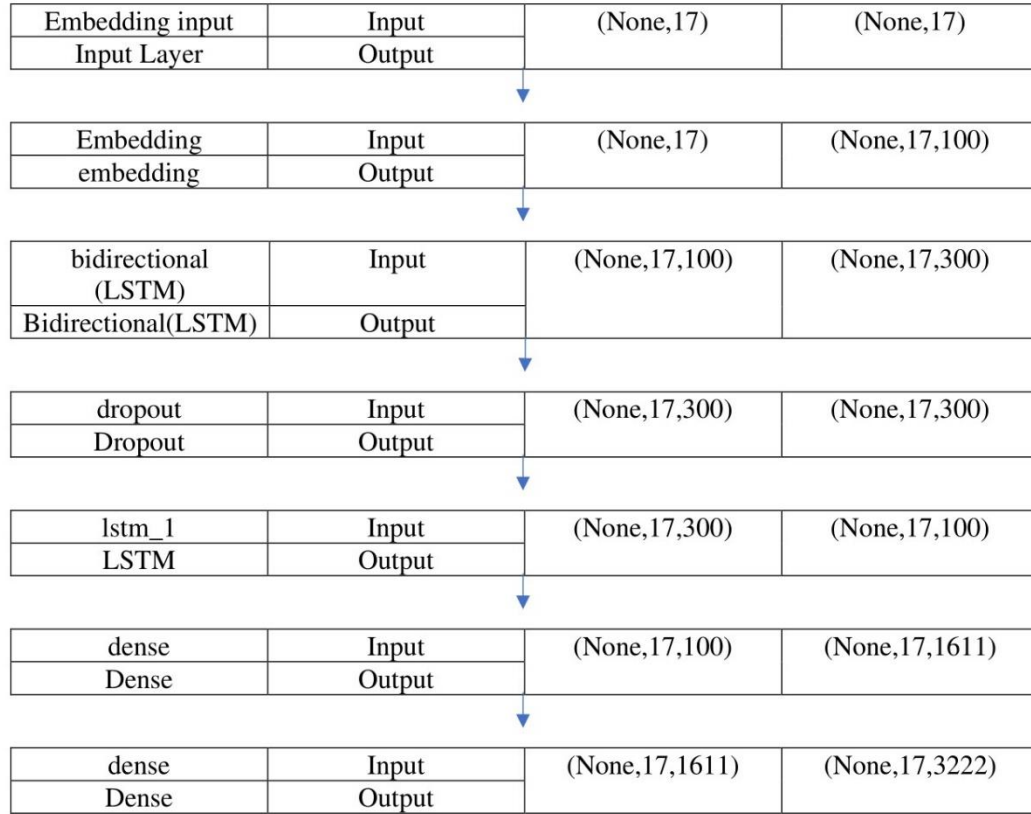 Embedding input Input (None,17) (None,17)
Input Layer Output
Embedding Input (None,17) (None,17,100)
embedding Output
bidirectional Input (None,17,100) (None,17,300)
(LSTM)
Bidirectional(LSTM) Output
dropout Input (None,17,300) (None,17,300)
Dropout Output
lstm_1 Input (None,17,300) (None,17,100)
LSTM Output
dense Input (None,17,100) (None,17,1611)
Dense Output
dense Input (None,17,1611) (None,17,3222)
Dense Output